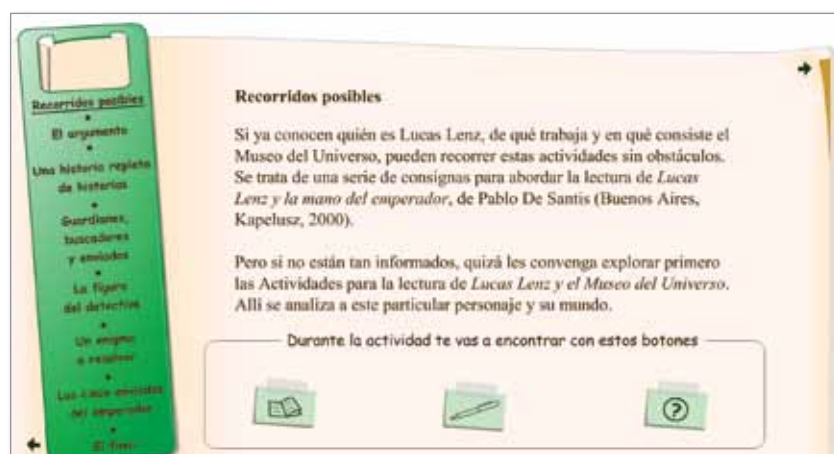 Recorridos posibles
El argumento
Una historia repleta
de historias
Guardianes,
buscadores
y enviados
La figura
del detective
Un enigma
a resolver
Los cinco enviados
del emperador
El final
Recorridos posibles
Si ya conocen quién es Lucas Lenz, de qué trabaja y en qué consiste el
Museo del Universo, pueden recorrer estas actividades sin obstáculos.
Se trata de una serie de consignas para abordar la lectura de Lucas
Lenz y la mano del emperador, de Pablo De Santis (Buenos Aires,
Kapelusz, 2000).
Pero si no están tan informados, quizá les convenga explorar primero
las Actividades para la lectura de Lucas Lenz y el Museo del Universo.
Allí se analiza a este particular personaje y su mundo.
Durante la actividad te vas a encontrar con estos botones
?